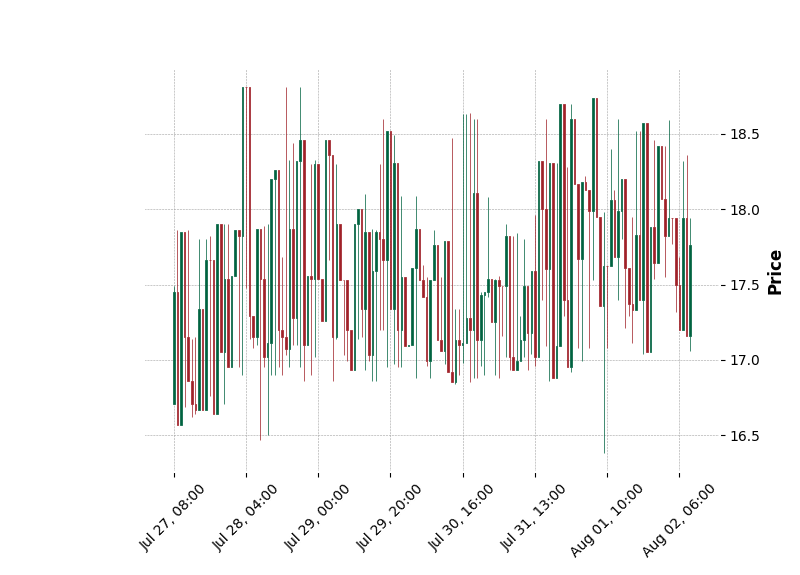 18.5
18.0
17.5
17.0
16.5
Price
Jul 27, 08:00
Jul 28, 04:00
Jul 29, 00:00
Jul 29, 20:00
Jul 30, 16:00
Jul 31, 13:00
Aug 01, 10:00
Aug 02, 06:00